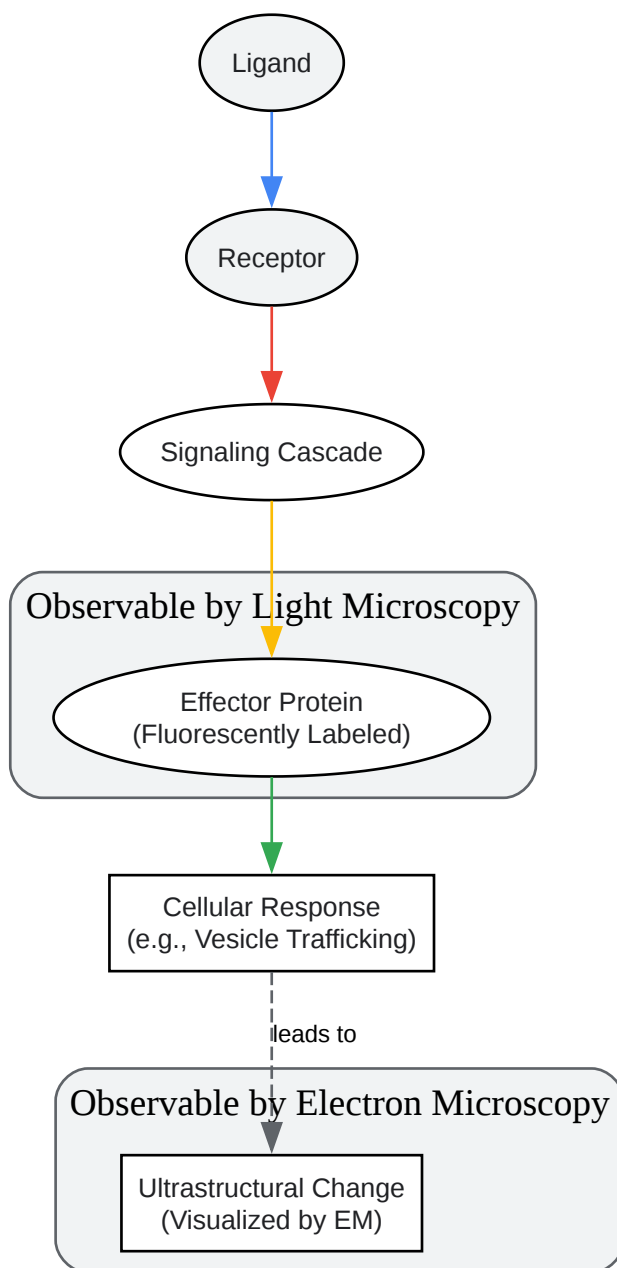 Ligand
Receptor
Signaling Cascade
Observable by Light Microscopy
Effector Protein
(Fluorescently Labeled)
Cellular Response
(e.g., Vesicle Trafficking)
leads to
Observable by Electron Microscopy
Ultrastructural Change
(Visualized by EM)